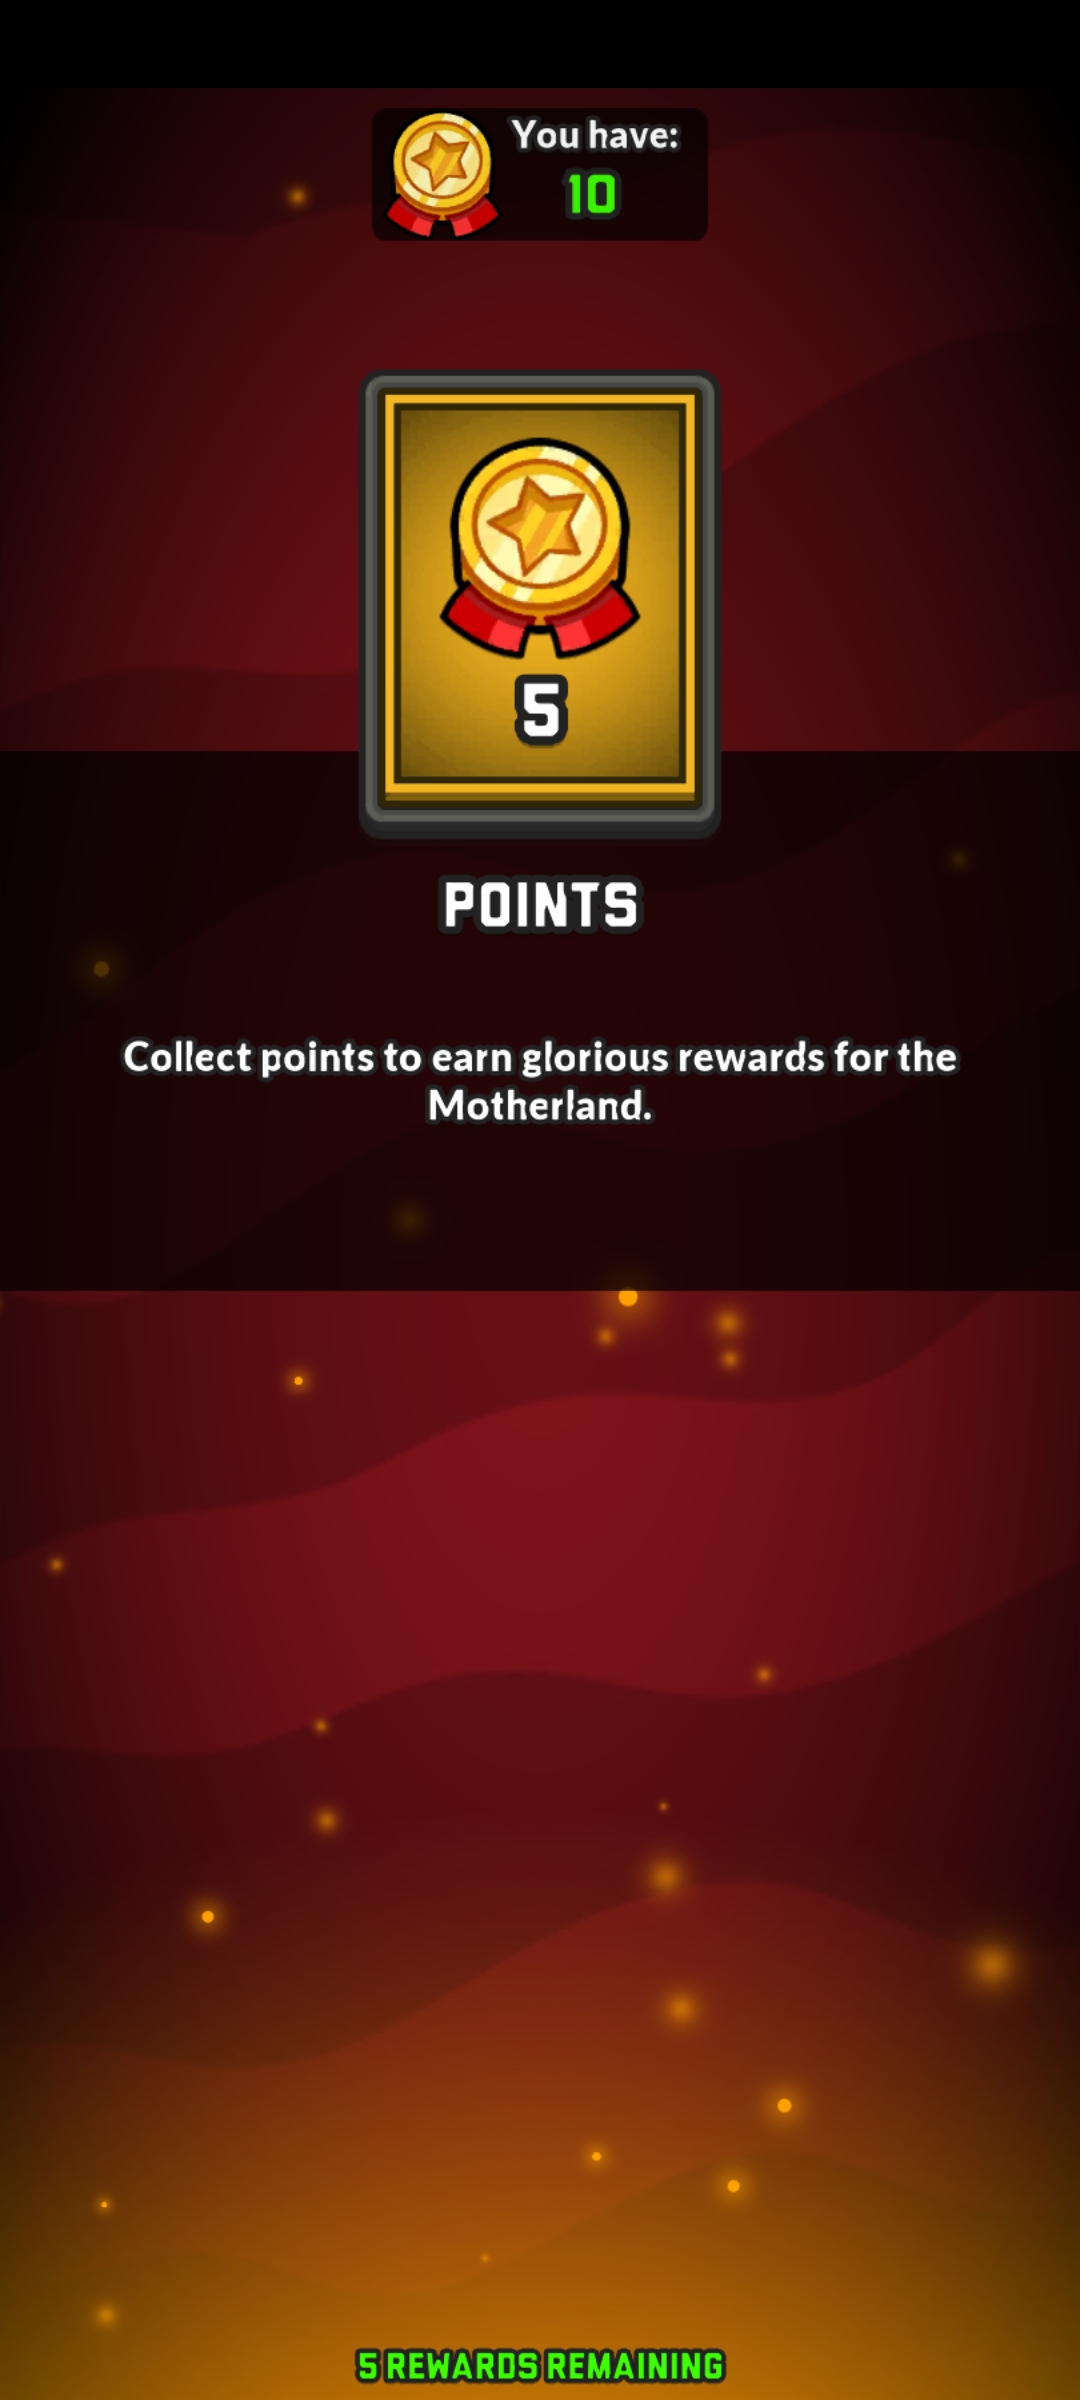 You have:
10
5
POINTS
Collect points to earn glorious rewards for the
Motherland.
5 REWARDS REMAINING